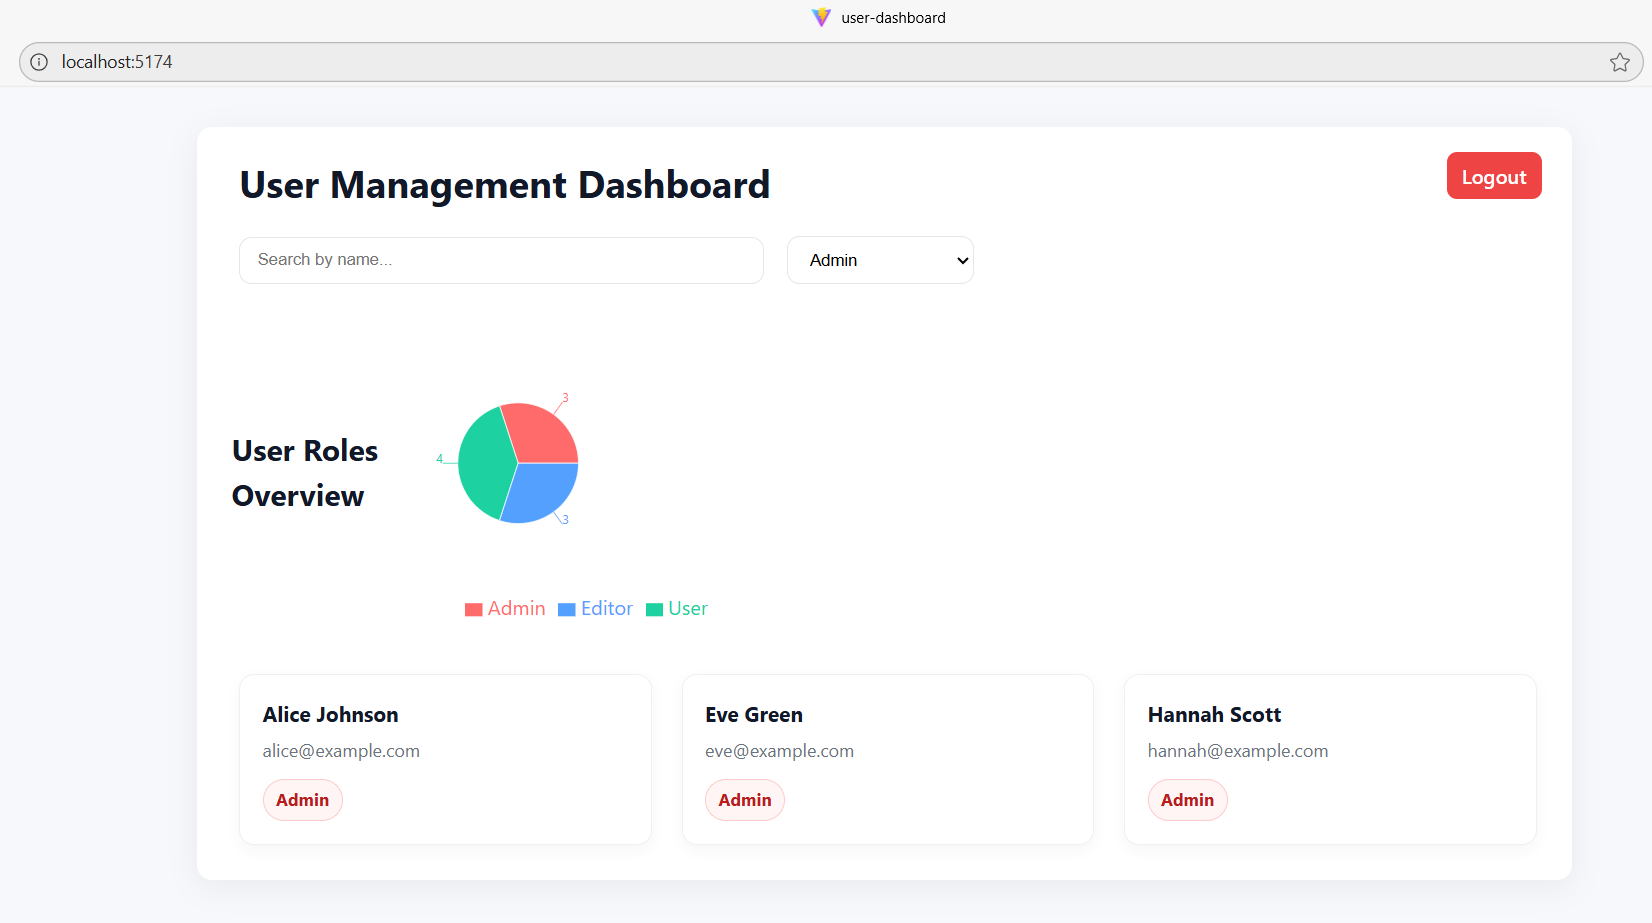 user-dashboard
localhost:5174
User Management Dashboard
Logout
Search by name...
Admin
3
User Roles
Overview
4
3
Admin Editor User
Alice Johnson
alice@example.com
Admin
Eve Green
eve@example.com
Admin
Hannah Scott
hannah@example.com
Admin